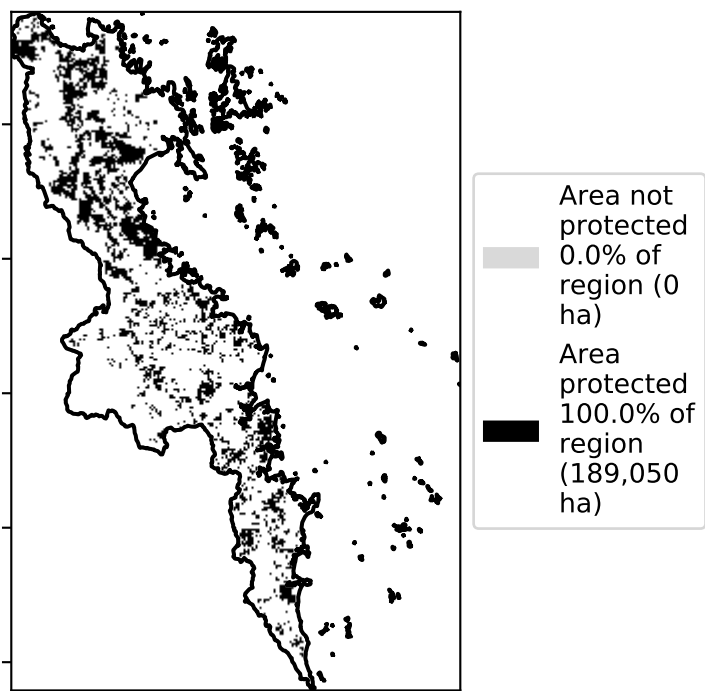 Area not
protected
0.0% of
region (0
ha)
Area
protected
100.0% of
region
(189,050
ha)